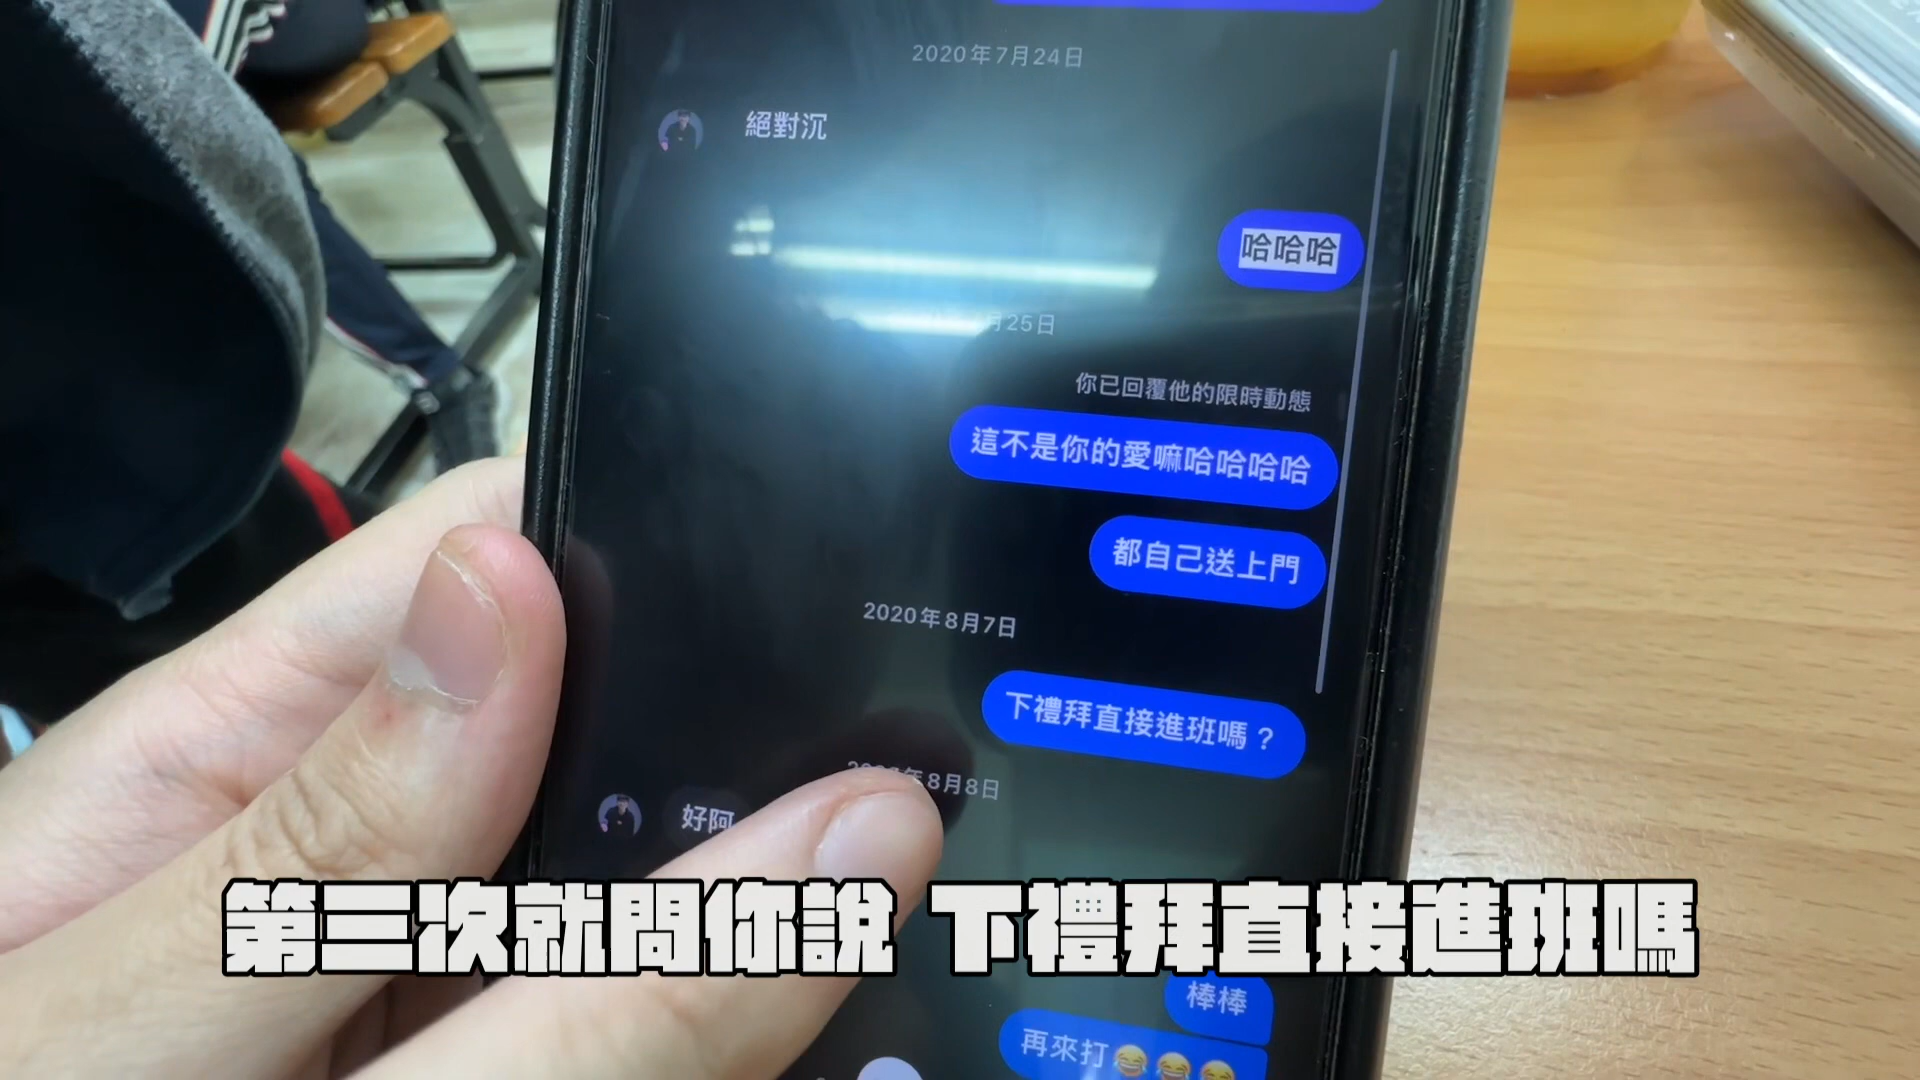 2020年7月24日
絕對沉
哈哈哈
月25日
你已回覆他的限時動態
這不是你的愛嘛哈哈哈哈
都自己送上門
2020年8月7日
下禮拜直接進班嗎？
年8月8日
好阿
第三次就問你說 下禮拜直接進班嗎
棒棒
再來打😂😂😂